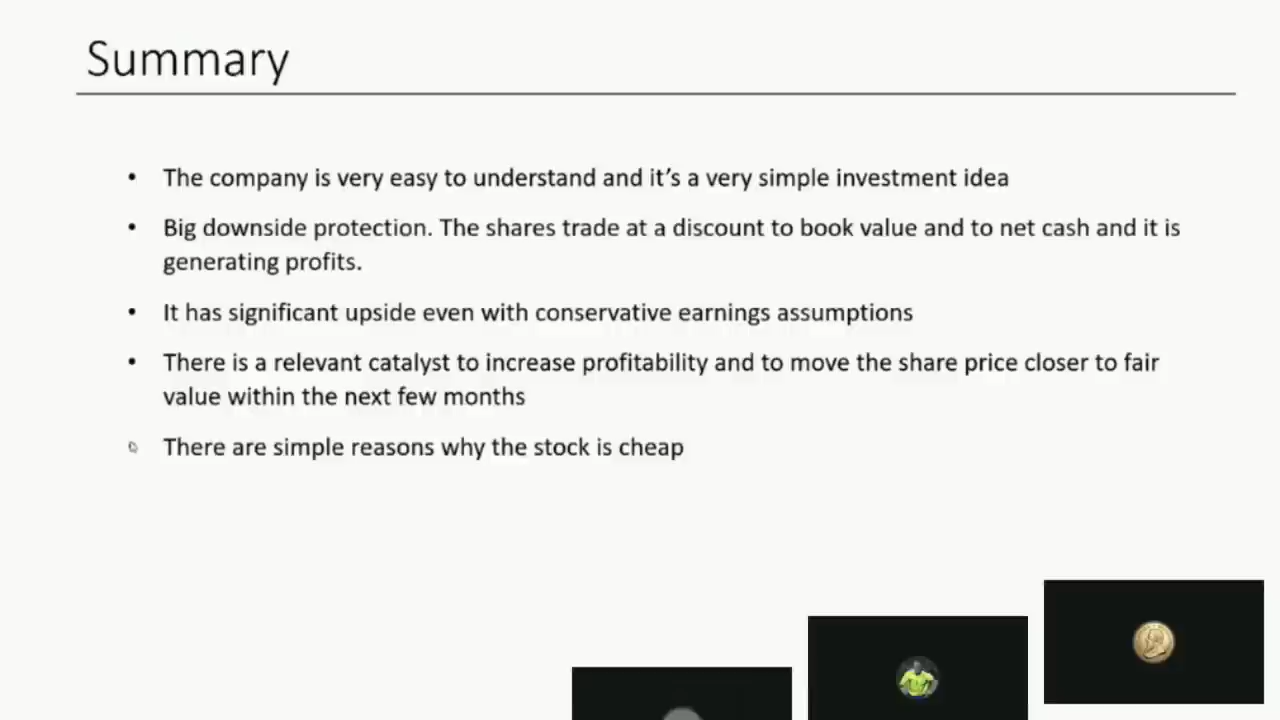 Summary
• The company is very easy to understand and it’s a very simple investment idea
• Big downside protection. The shares trade at a discount to book value and to net cash and it is
generating profits.
• It has significant upside even with conservative earnings assumptions
• There is a relevant catalyst to increase profitability and to move the share price closer to fair
value within the next few months
There are simple reasons why the stock is cheap